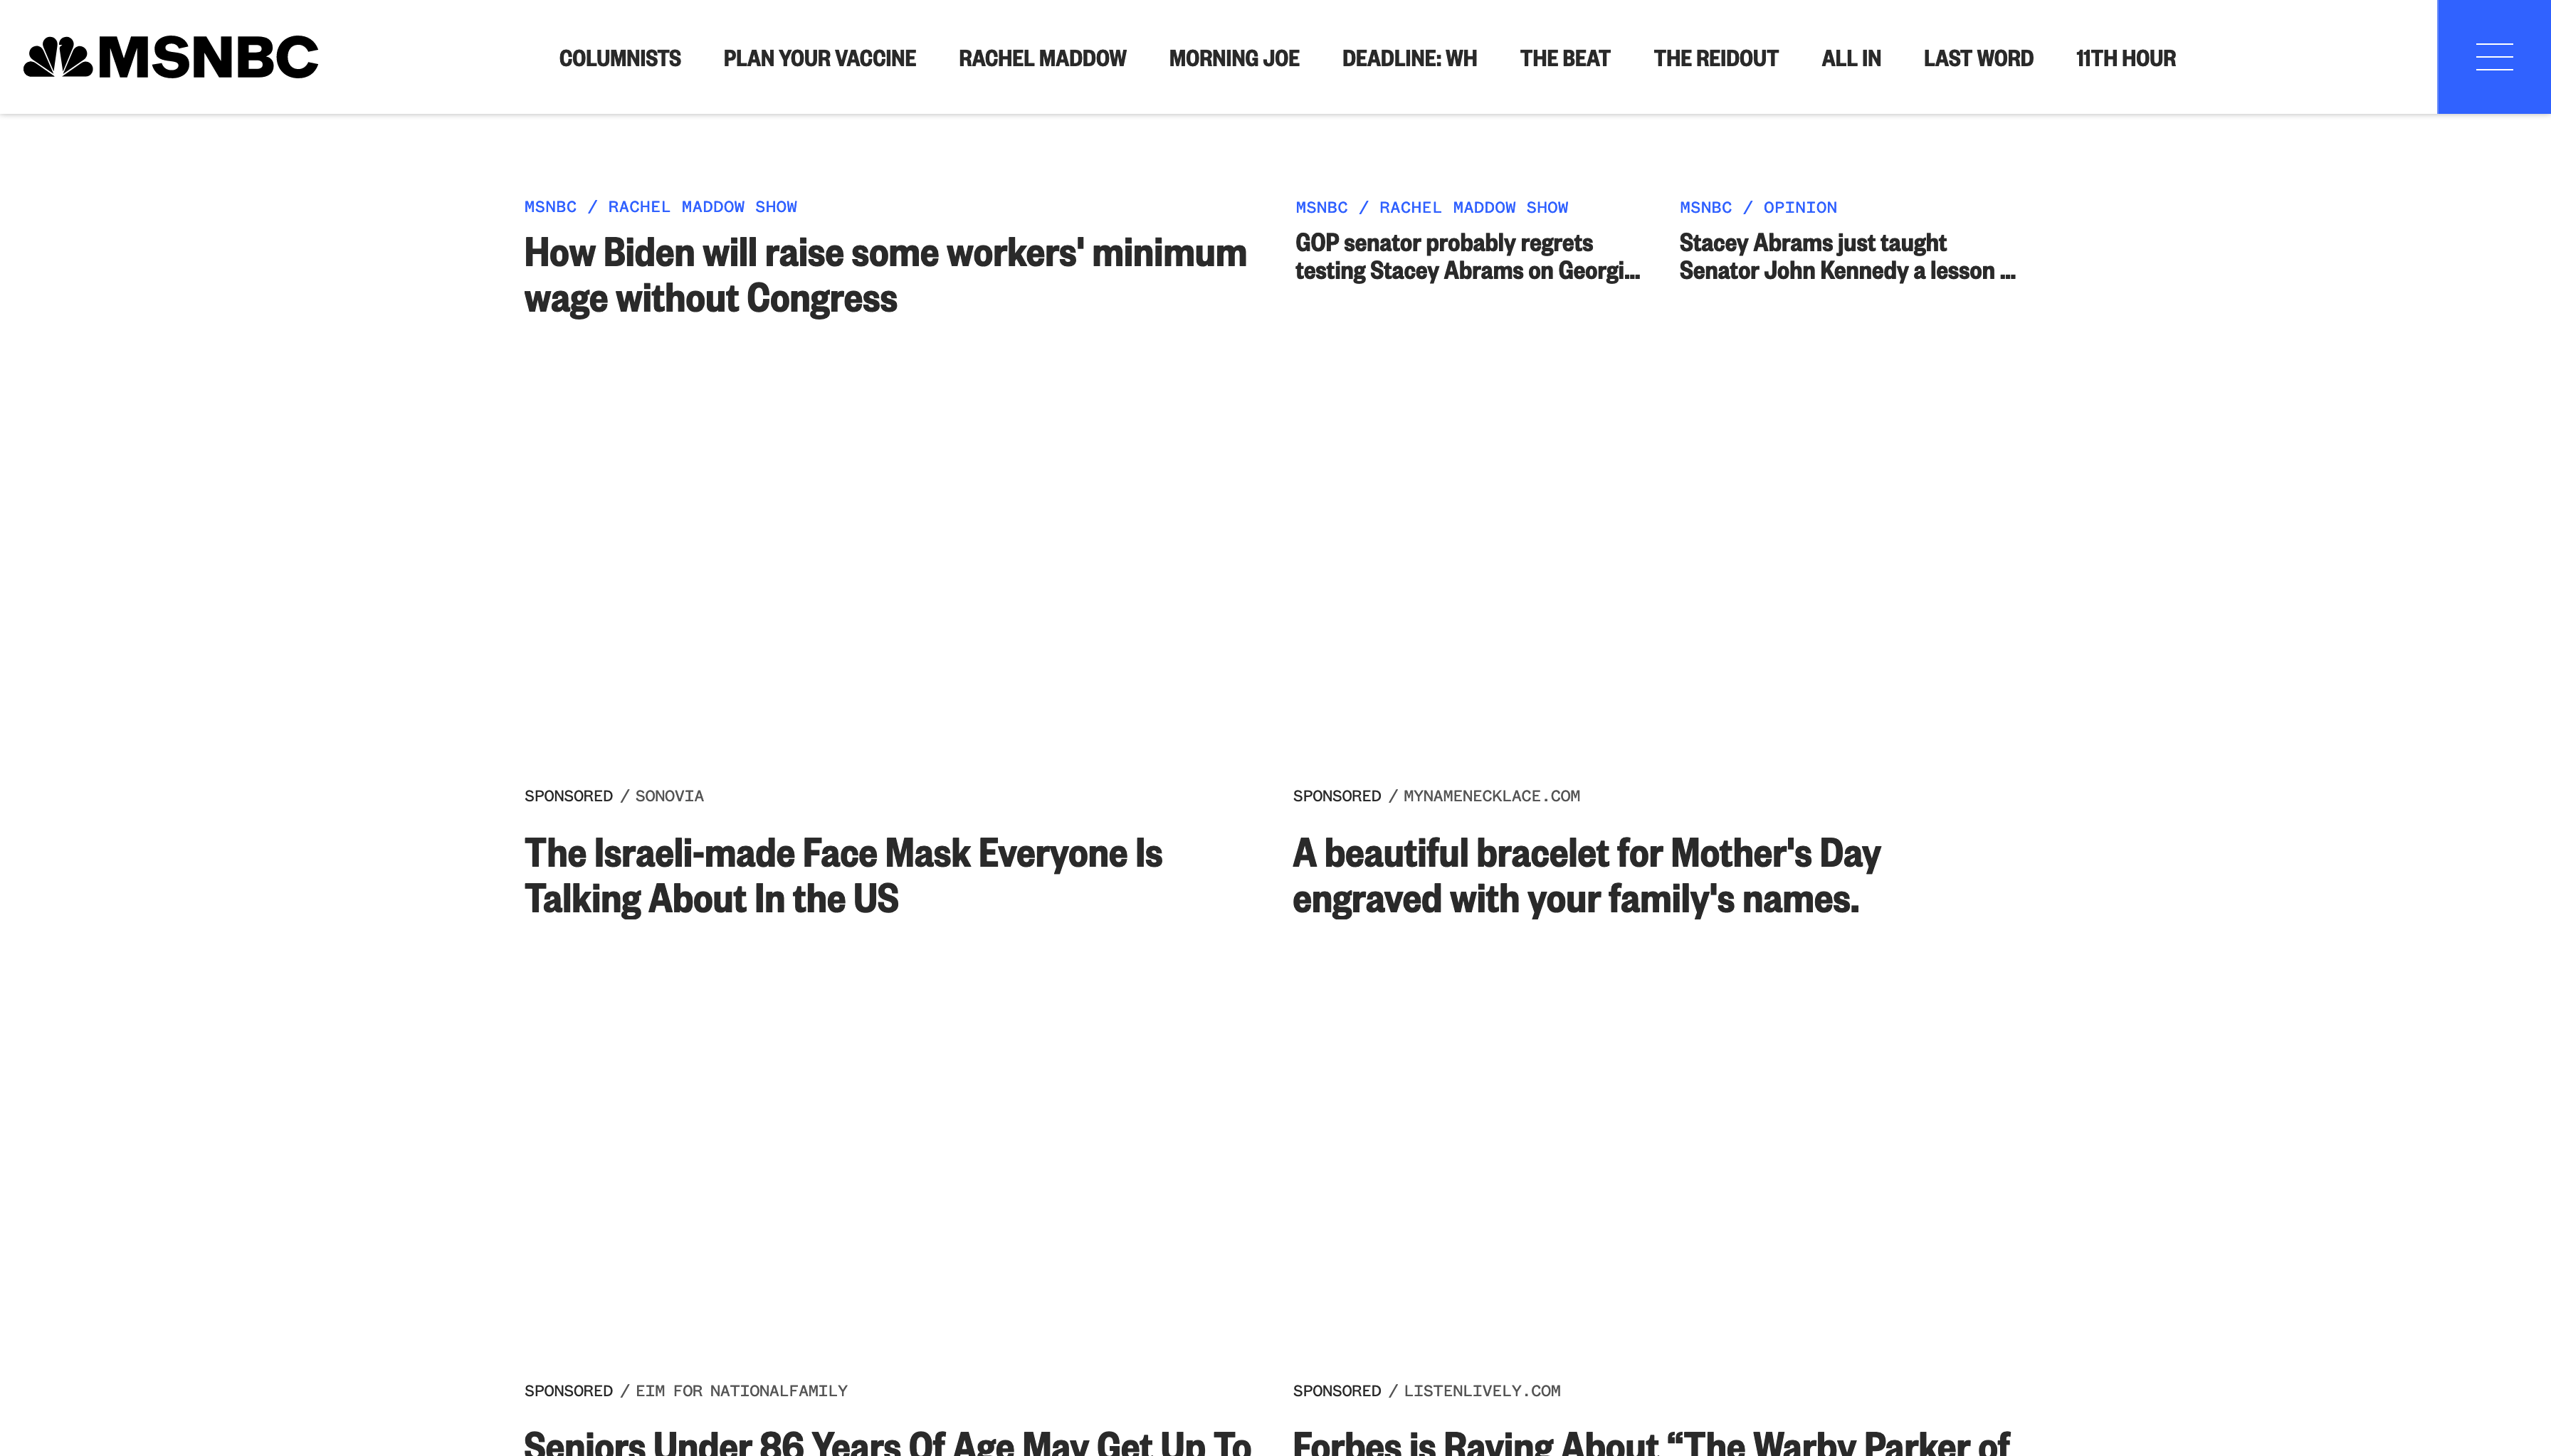 MSNBC
COLUMNISTS PLAN YOUR VACCINE RACHEL MADDOW MORNING JOE DEADLINE: WH THE BEAT THE REIDOUT ALL IN LAST WORD 11TH HOUR
MSNBC / RACHEL MADDOW SHOW
How Biden will raise some workers' minimum
wage without Congress
MSNBC / RACHEL MADDOW SHOW
GOP senator probably regrets
testing Stacey Abrams on Georgi...
MSNBC / OPINION
Stacey Abrams just taught
Senator John Kennedy a lesson ...
SPONSORED / SONOVIA
The Israeli-made Face Mask Everyone Is
Talking About In the US
SPONSORED / MYNAMENECKLACE.COM
A beautiful bracelet for Mother's Day
engraved with your family's names.
SPONSORED / EIM FOR NATIONALFAMILY
Seniors Under 86 Years Of Age May Get Up To
SPONSORED / LISTENLIVELY.COM
Forbes is Raving About “The Warby Parker of